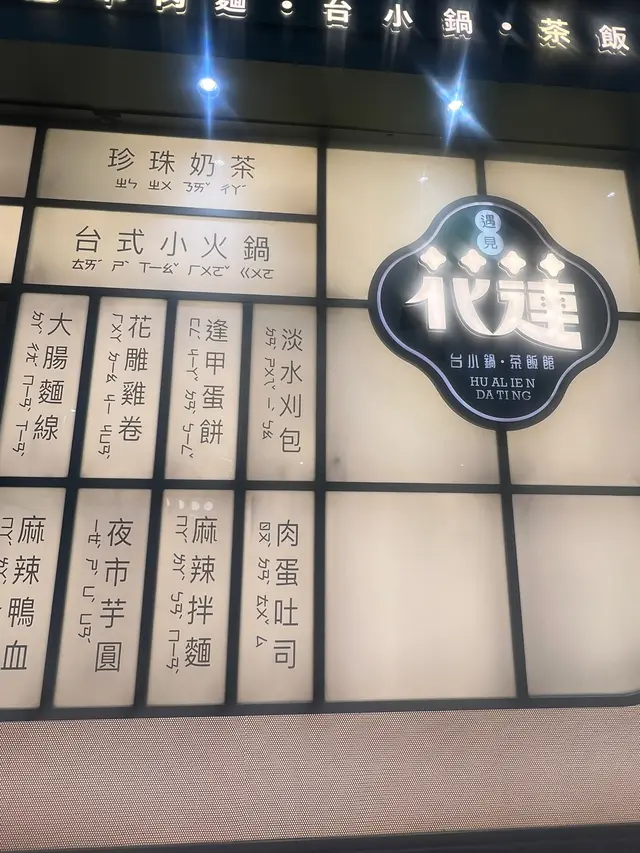 肉麵・台小鍋・茶飯
珍珠奶茶
ㄓㄣ ㄓㄨ ㄋㄞˇ ㄔㄚˊ
台式小火鍋
ㄊㄞˊ ㄕˋ ㄒㄧㄠˇ ㄏㄨㄛˇ ㄍㄨㄛ
遇見
花蓮
台小鍋・茶飯館
HUALIEN
DATING
大腸麵線
花雕雞卷
逢甲蛋餅
淡水刈包
麻辣鴨血
夜市芋圓
麻辣拌麵
肉蛋吐司